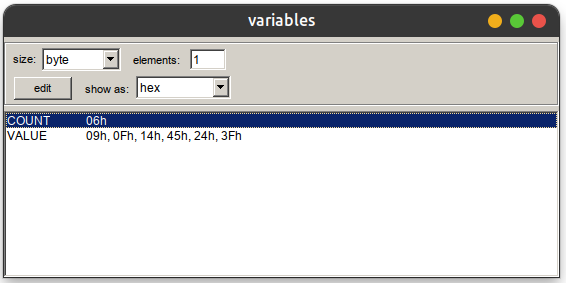 variables
size: byte elements: 1
edit show as: hex
COUNT 06h
VALUE 09h, 0Fh, 14h, 45h, 24h, 3Fh